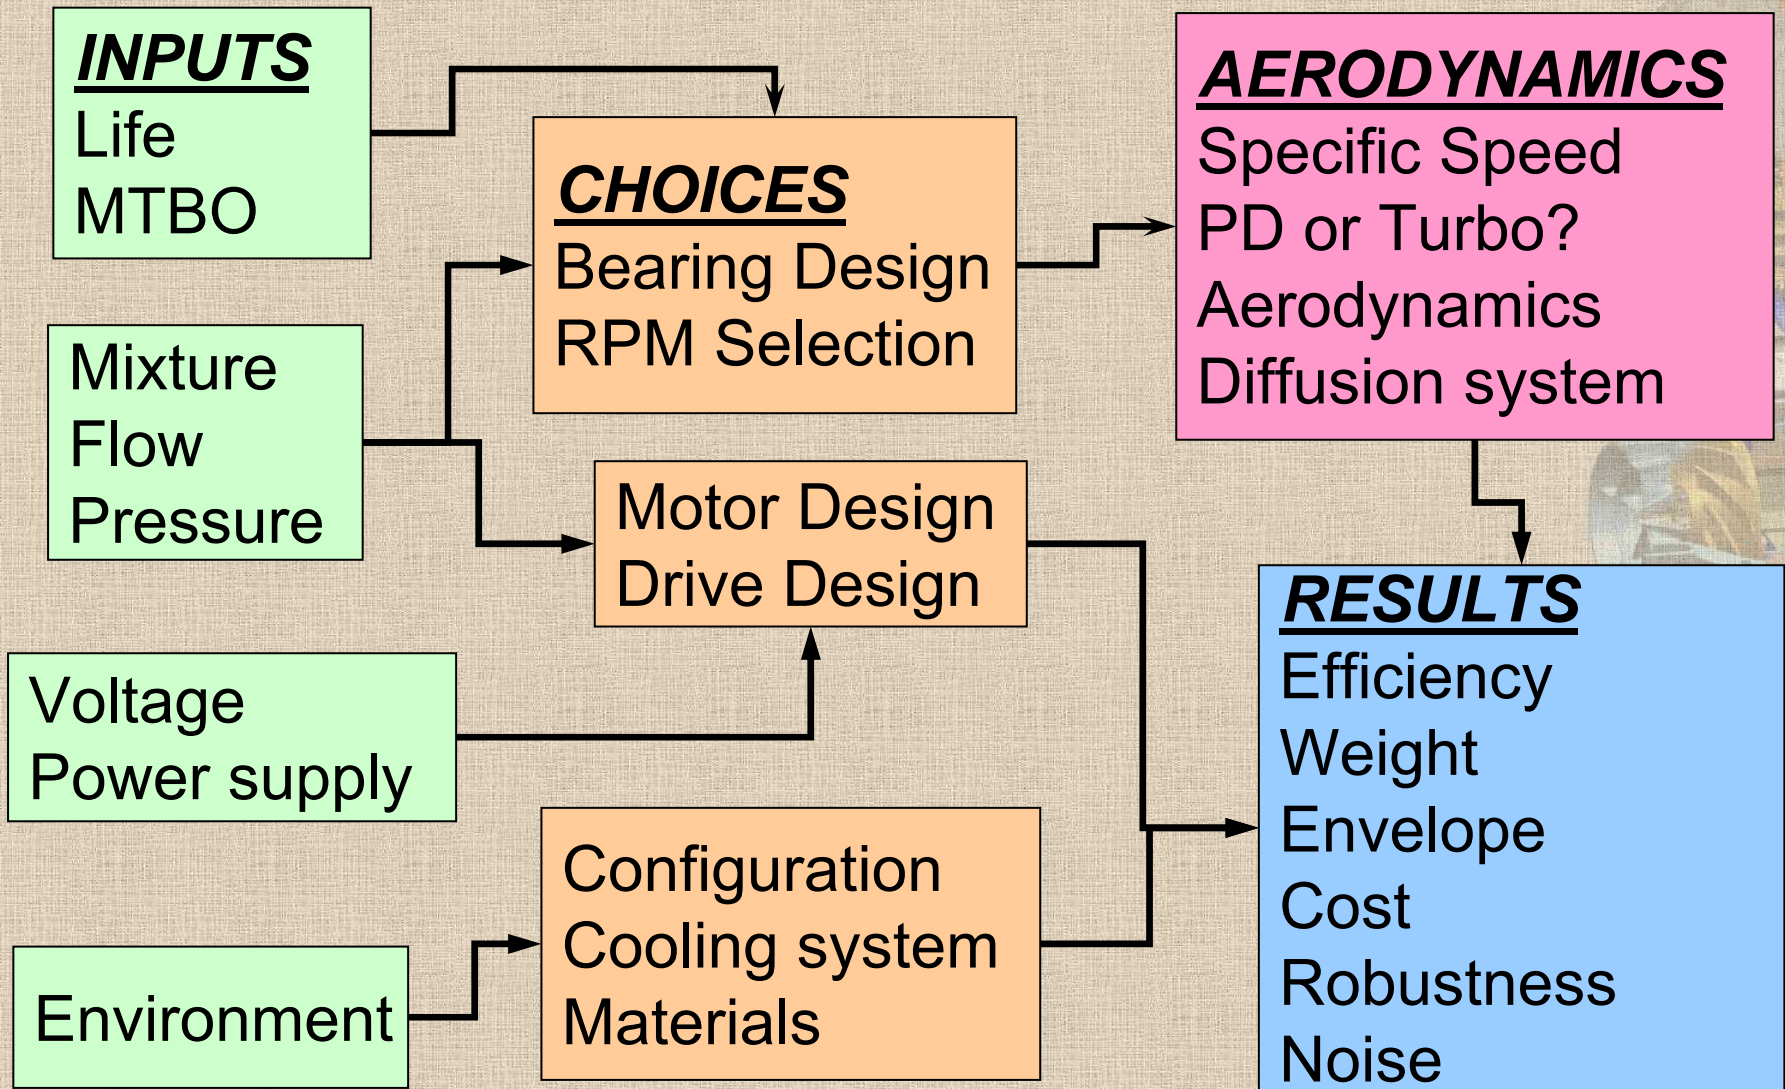 INPUTS
Life
MTBO
Mixture
Flow
Pressure
Voltage
Power supply
Environment
CHOICES
Bearing Design
RPM Selection
Motor Design
Drive Design
Configuration
Cooling system
Materials
AERODYNAMICS
Specific Speed
PD or Turbo?
Aerodynamics
Diffusion system
RESULTS
Efficiency
Weight
Envelope
Cost
Robustness
Noise